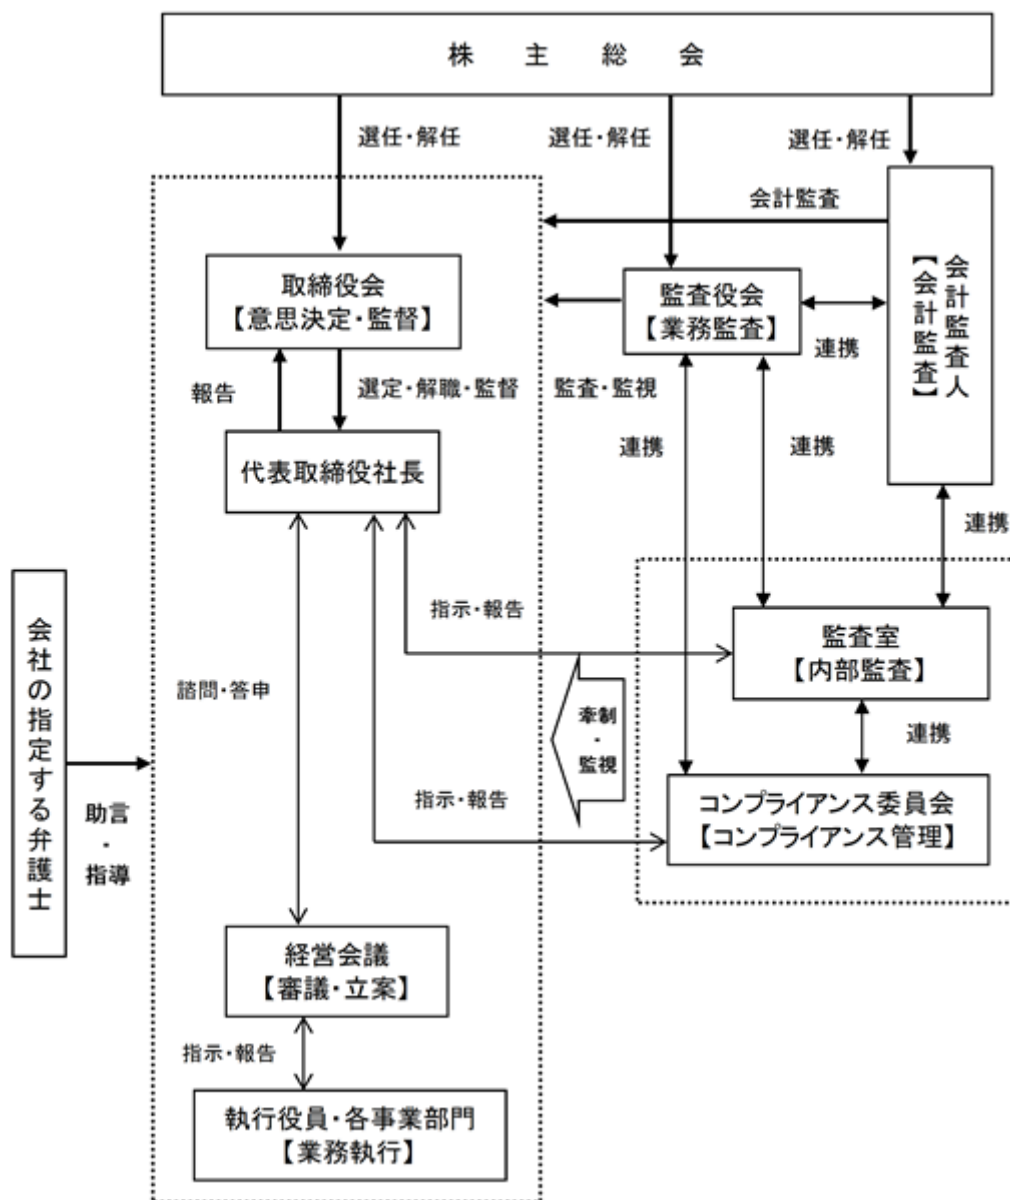 株主総会
選任・解任
選任・解任
選任・解任
会計監査
会計監査人
【会計監査】
取締役会
【意思決定・監督】
監査役会
【業務監査】
連携
報告
選定・解職・監督
監査・監視
連携
連携
代表取締役社長
連携
指示・報告
監査室
【内部監査】
会社の指定する弁護士
諮問・答申
牽制
・
監視
連携
指示・報告
コンプライアンス委員会
【コンプライアンス管理】
助言
・
指導
経営会議
【審議・立案】
指示・報告
執行役員・各事業部門
【業務執行】